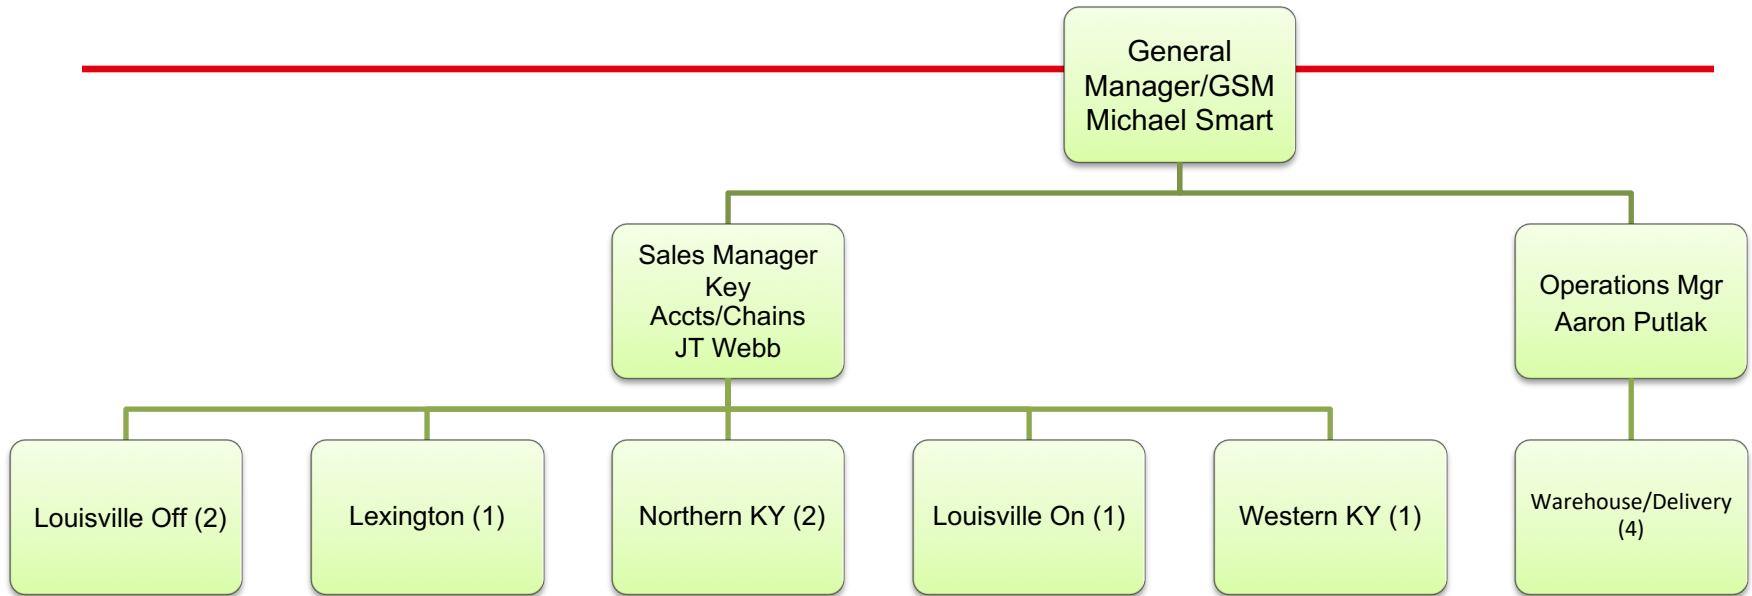 General
Manager/GSM
Michael Smart
Sales Manager
Key
Accts/Chains
JT Webb
Operations Mgr
Aaron Putlak
Louisville Off (2)
Lexington (1)
Northern KY (2)
Louisville On (1)
Western KY (1)
Warehouse/Delivery
(4)